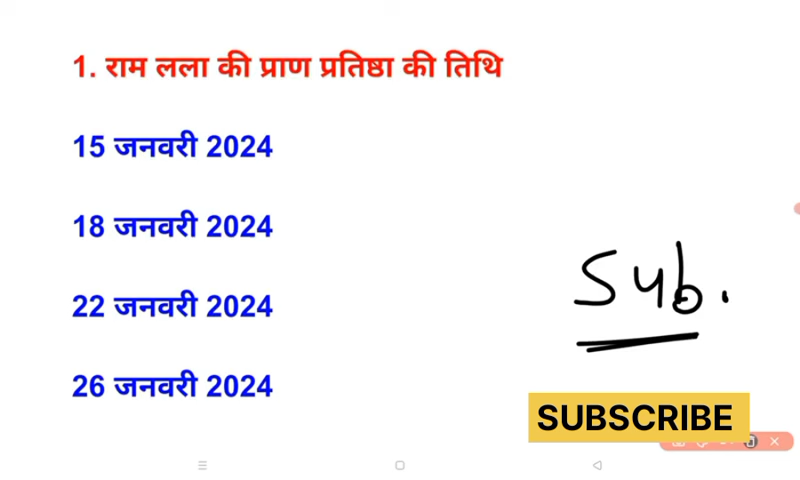 1. राम लला की प्राण प्रतिष्ठा की तिथि
15 जनवरी 2024
18 जनवरी 2024
22 जनवरी 2024
26 जनवरी 2024
Sub.
SUBSCRIBE